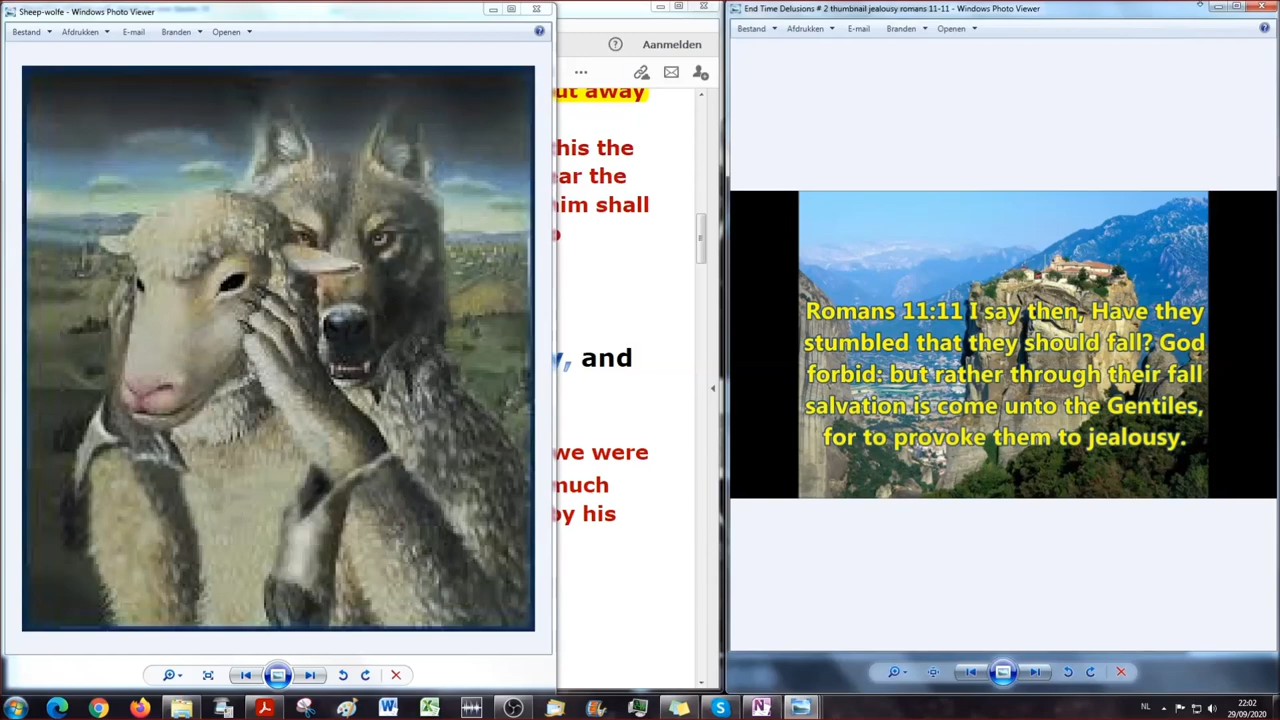 Sheep-wolfe - Windows Photo Viewer
Bestand Afdrukken E-mail Branden Openen
Aanmelden
ut away
his the
ar the
him shall
and
we were
much
by his
End Time Delusions # 2 thumbnail jealousy romans 11-11 - Windows Photo Viewer
Bestand Afdrukken E-mail Branden Openen
Romans 11:11 I say then, Have they
stumbled that they should fall? God
forbid: but rather through their fall
salvation is come unto the Gentiles,
for to provoke them to jealousy.
NL
22:02
29/09/2020